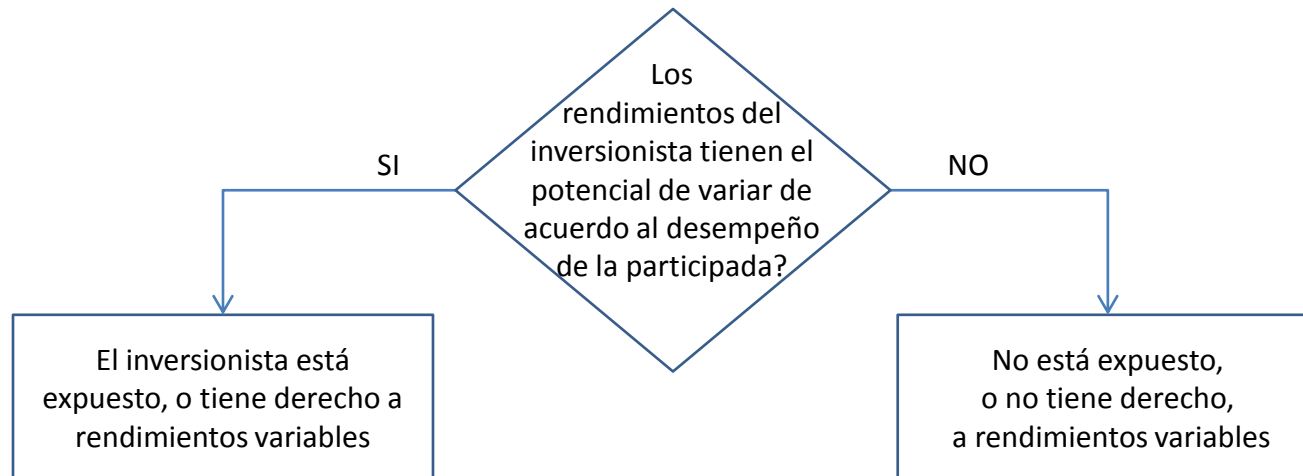 Los
rendimientos del
inversionista tienen el
potencial de variar de
acuerdo al desempeño
de la participada?
SI
NO
El inversionista está
expuesto, o tiene derecho a
rendimientos variables
No está expuesto,
o no tiene derecho,
a rendimientos variables